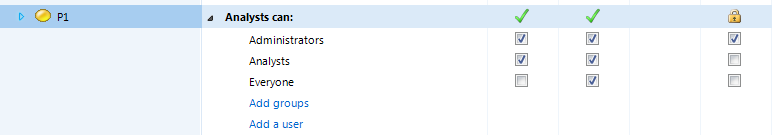 P1 Analysts can:
Administrators
Analysts
Everyone
Add groups
Add a user